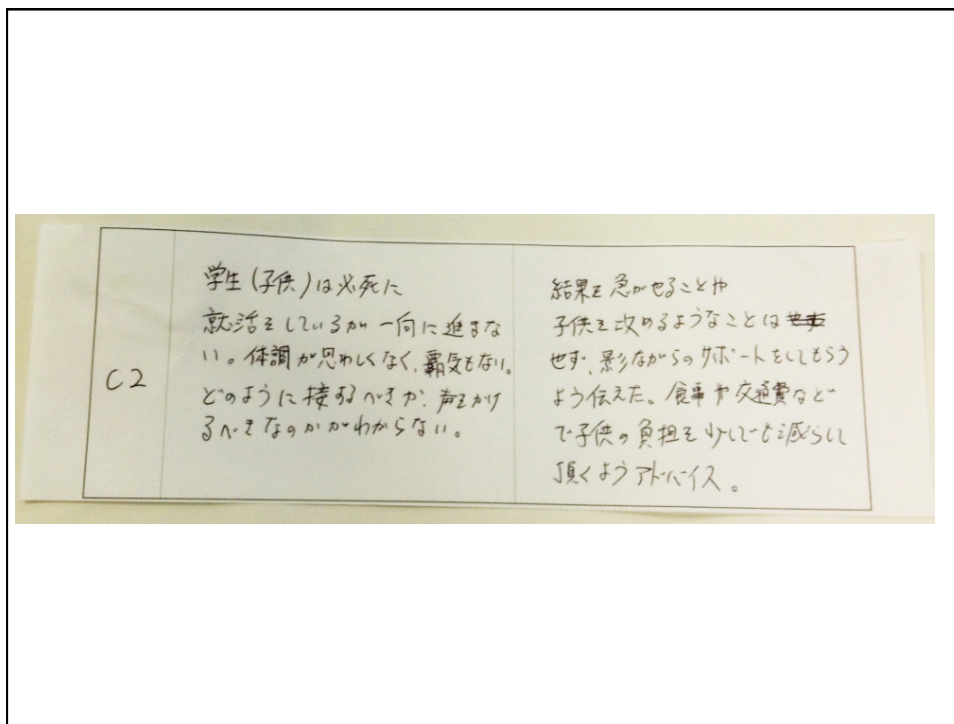 C2
学生(子供)は必死に
就活をしているが一向に進まな
い。体調が思わしくなく、覇気もない。
どのように接するべきか、声をかけ
るべきなのかがわからない。
結果を急がせることや
子供を改めるようなことは
せず、影ながらのサポートをしてもらう
よう伝えた。食事や交通費など
で子供の負担を少しでも減らして
頂くようアドバイス。